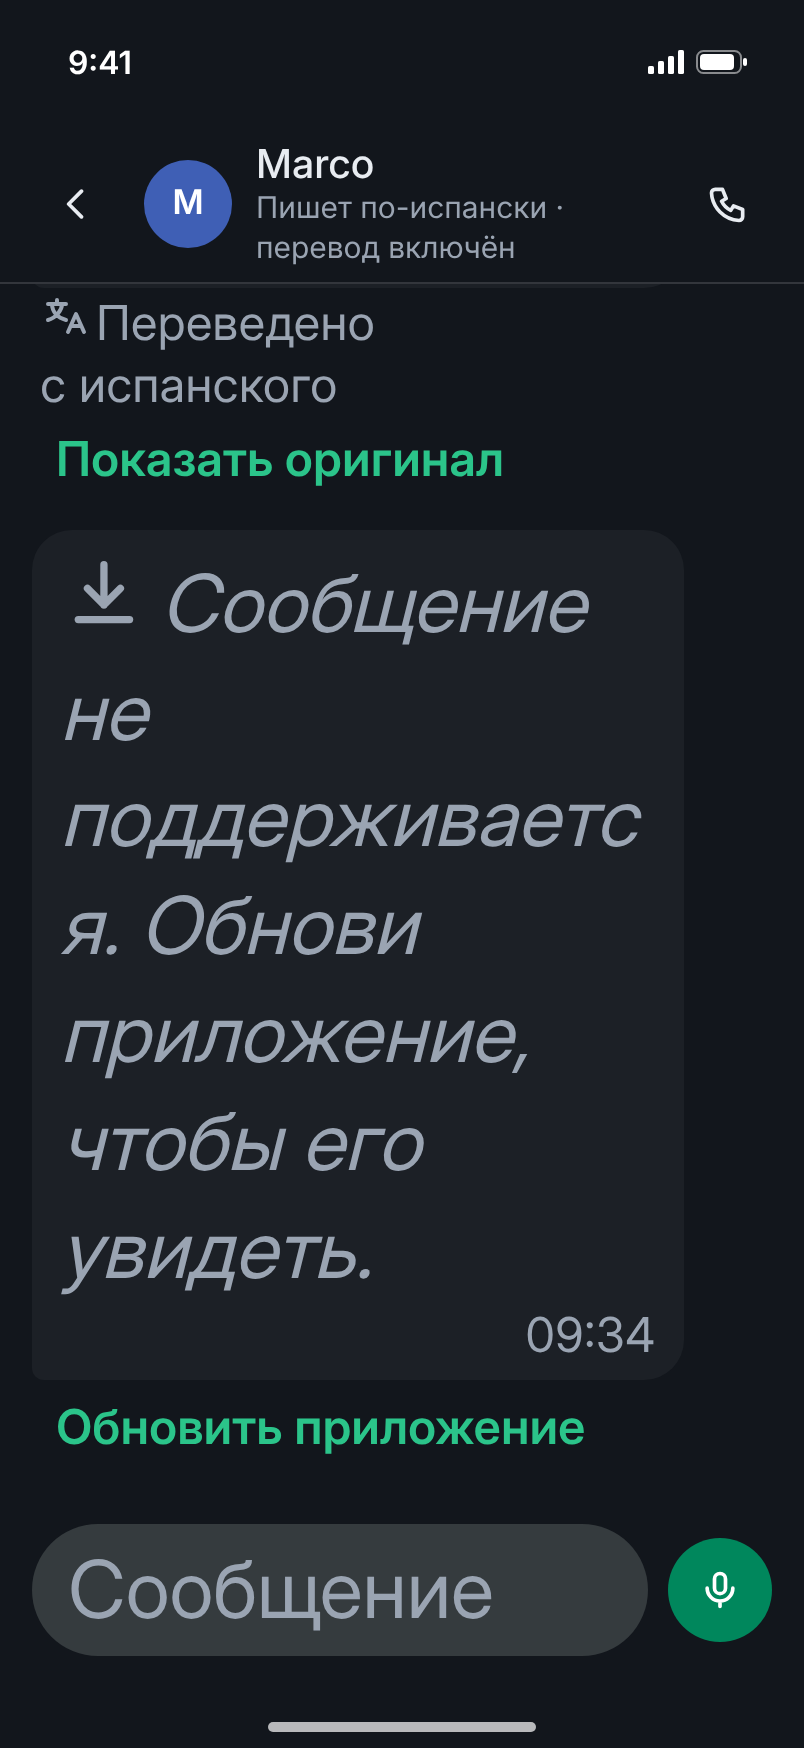 9:41
M
Marco
Пишет по-испански ·
перевод включён
Переведено
с испанского
Показать оригинал
Сообщение
не
поддерживаетс
я. Обнови
приложение,
чтобы его
увидеть.
09:34
Обновить приложение
Сообщение